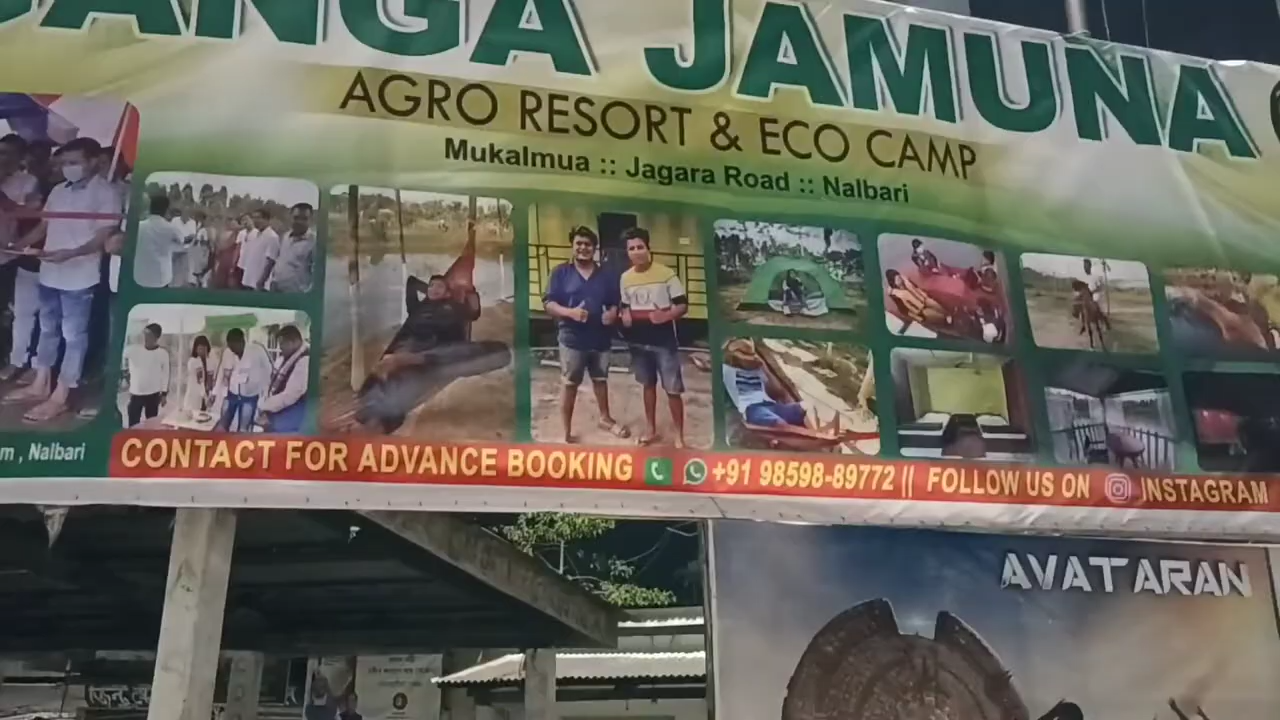 GANGA JAMUNA
AGRO RESORT & ECO CAMP
Mukalmua :: Jagara Road :: Nalbari
m , Nalbari
CONTACT FOR ADVANCE BOOKING +91 98598-89772 || FOLLOW US ON INSTAGRAM
AVATARAN